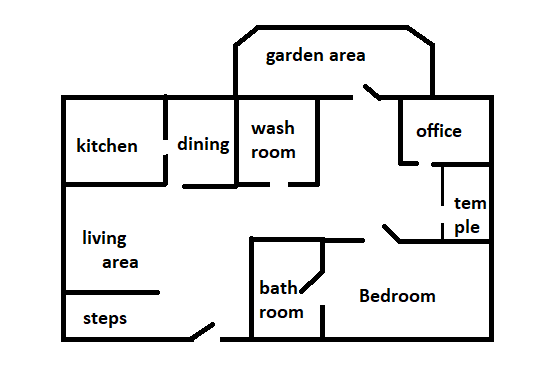 garden area
kitchen
dining
wash
room
office
tem
ple
living
area
bath
room
Bedroom
steps